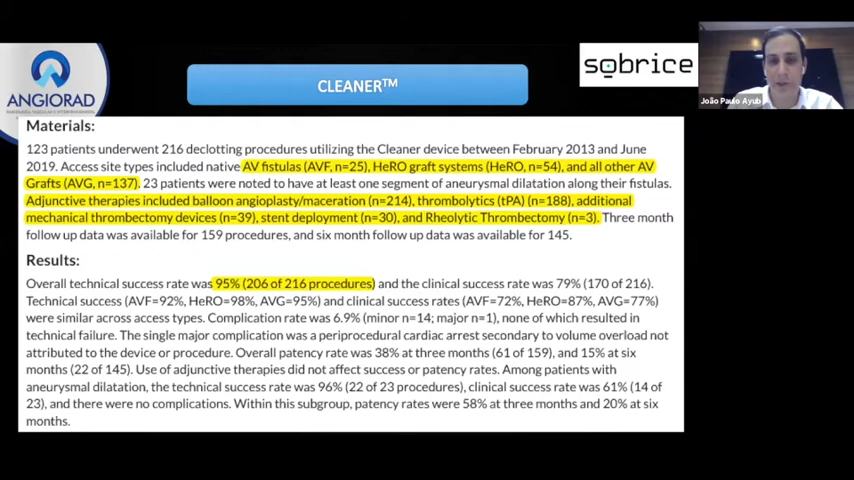 CLEANER™
sobrice
ANGIORAD
João Paulo Ayub
Materials:
123 patients underwent 216 declotting procedures utilizing the Cleaner device between February 2013 and June
2019. Access site types included native AV fistulas (AVF, n=25), HeRO graft systems (HeRO, n=54), and all other AV
Grafts (AVG, n=137). 23 patients were noted to have at least one segment of aneurysmal dilatation along their fistulas.
Adjunctive therapies included balloon angioplasty/maceration (n=214), thrombolytics (tPA) (n=188), additional
mechanical thrombectomy devices (n=39), stent deployment (n=30), and Rheolytic Thrombectomy (n=3). Three month
follow up data was available for 159 procedures, and six month follow up data was available for 145.
Results:
Overall technical success rate was 95% (206 of 216 procedures) and the clinical success rate was 79% (170 of 216).
Technical success (AVF=92%, HeRO=98%, AVG=95%) and clinical success rates (AVF=72%, HeRO=87%, AVG=77%)
were similar across access types. Complication rate was 6.9% (minor n=14; major n=1), none of which resulted in
technical failure. The single major complication was a periprocedural cardiac arrest secondary to volume overload not
attributed to the device or procedure. Overall patency rate was 38% at three months (61 of 159), and 15% at six
months (22 of 145). Use of adjunctive therapies did not affect success or patency rates. Among patients with
aneurysmal dilatation, the technical success rate was 96% (22 of 23 procedures), clinical success rate was 61% (14 of
23), and there were no complications. Within this subgroup, patency rates were 58% at three months and 20% at six
months.